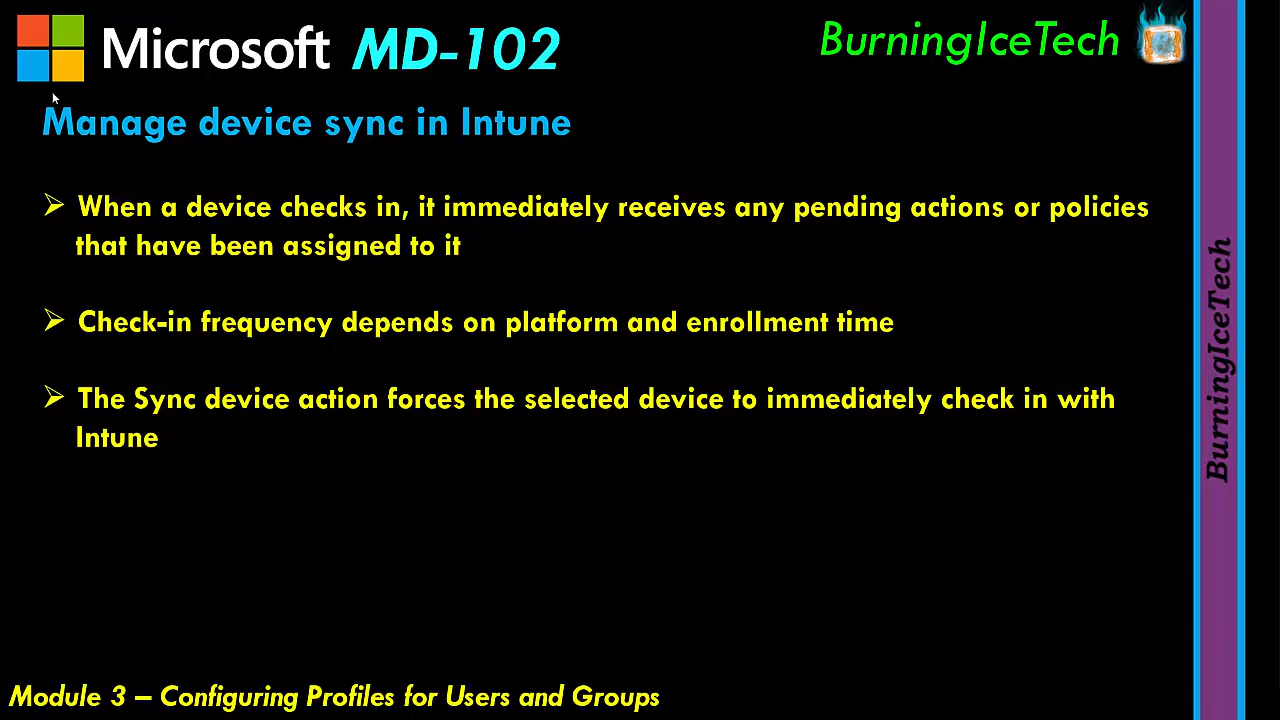 Microsoft MD-102
BurningIceTech
Manage device sync in Intune
➢ When a device checks in, it immediately receives any pending actions or policies
that have been assigned to it
➢ Check-in frequency depends on platform and enrollment time
➢ The Sync device action forces the selected device to immediately check in with
Intune
BurningIceTech
Module 3 – Configuring Profiles for Users and Groups